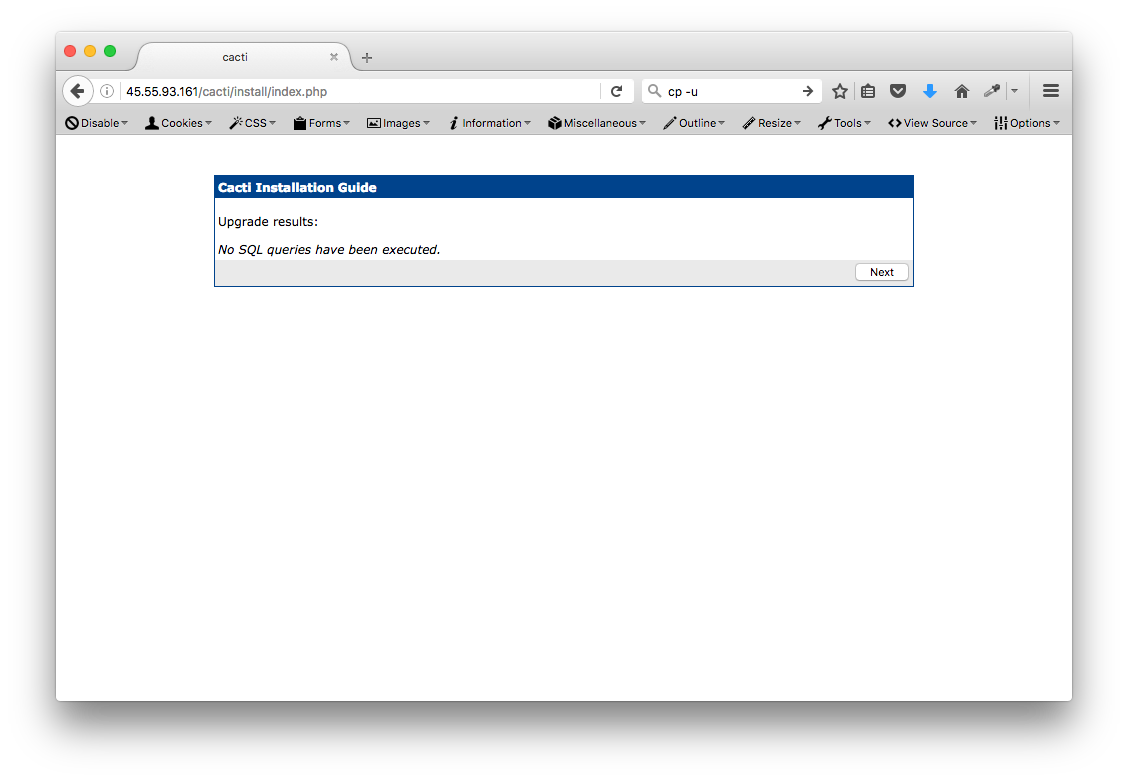 cacti
45.55.93.161/cacti/install/index.php
cp -u
Disable Cookies CSS Forms Images Information Miscellaneous Outline Resize Tools View Source Options
Cacti Installation Guide
Upgrade results:
No SQL queries have been executed.
Next